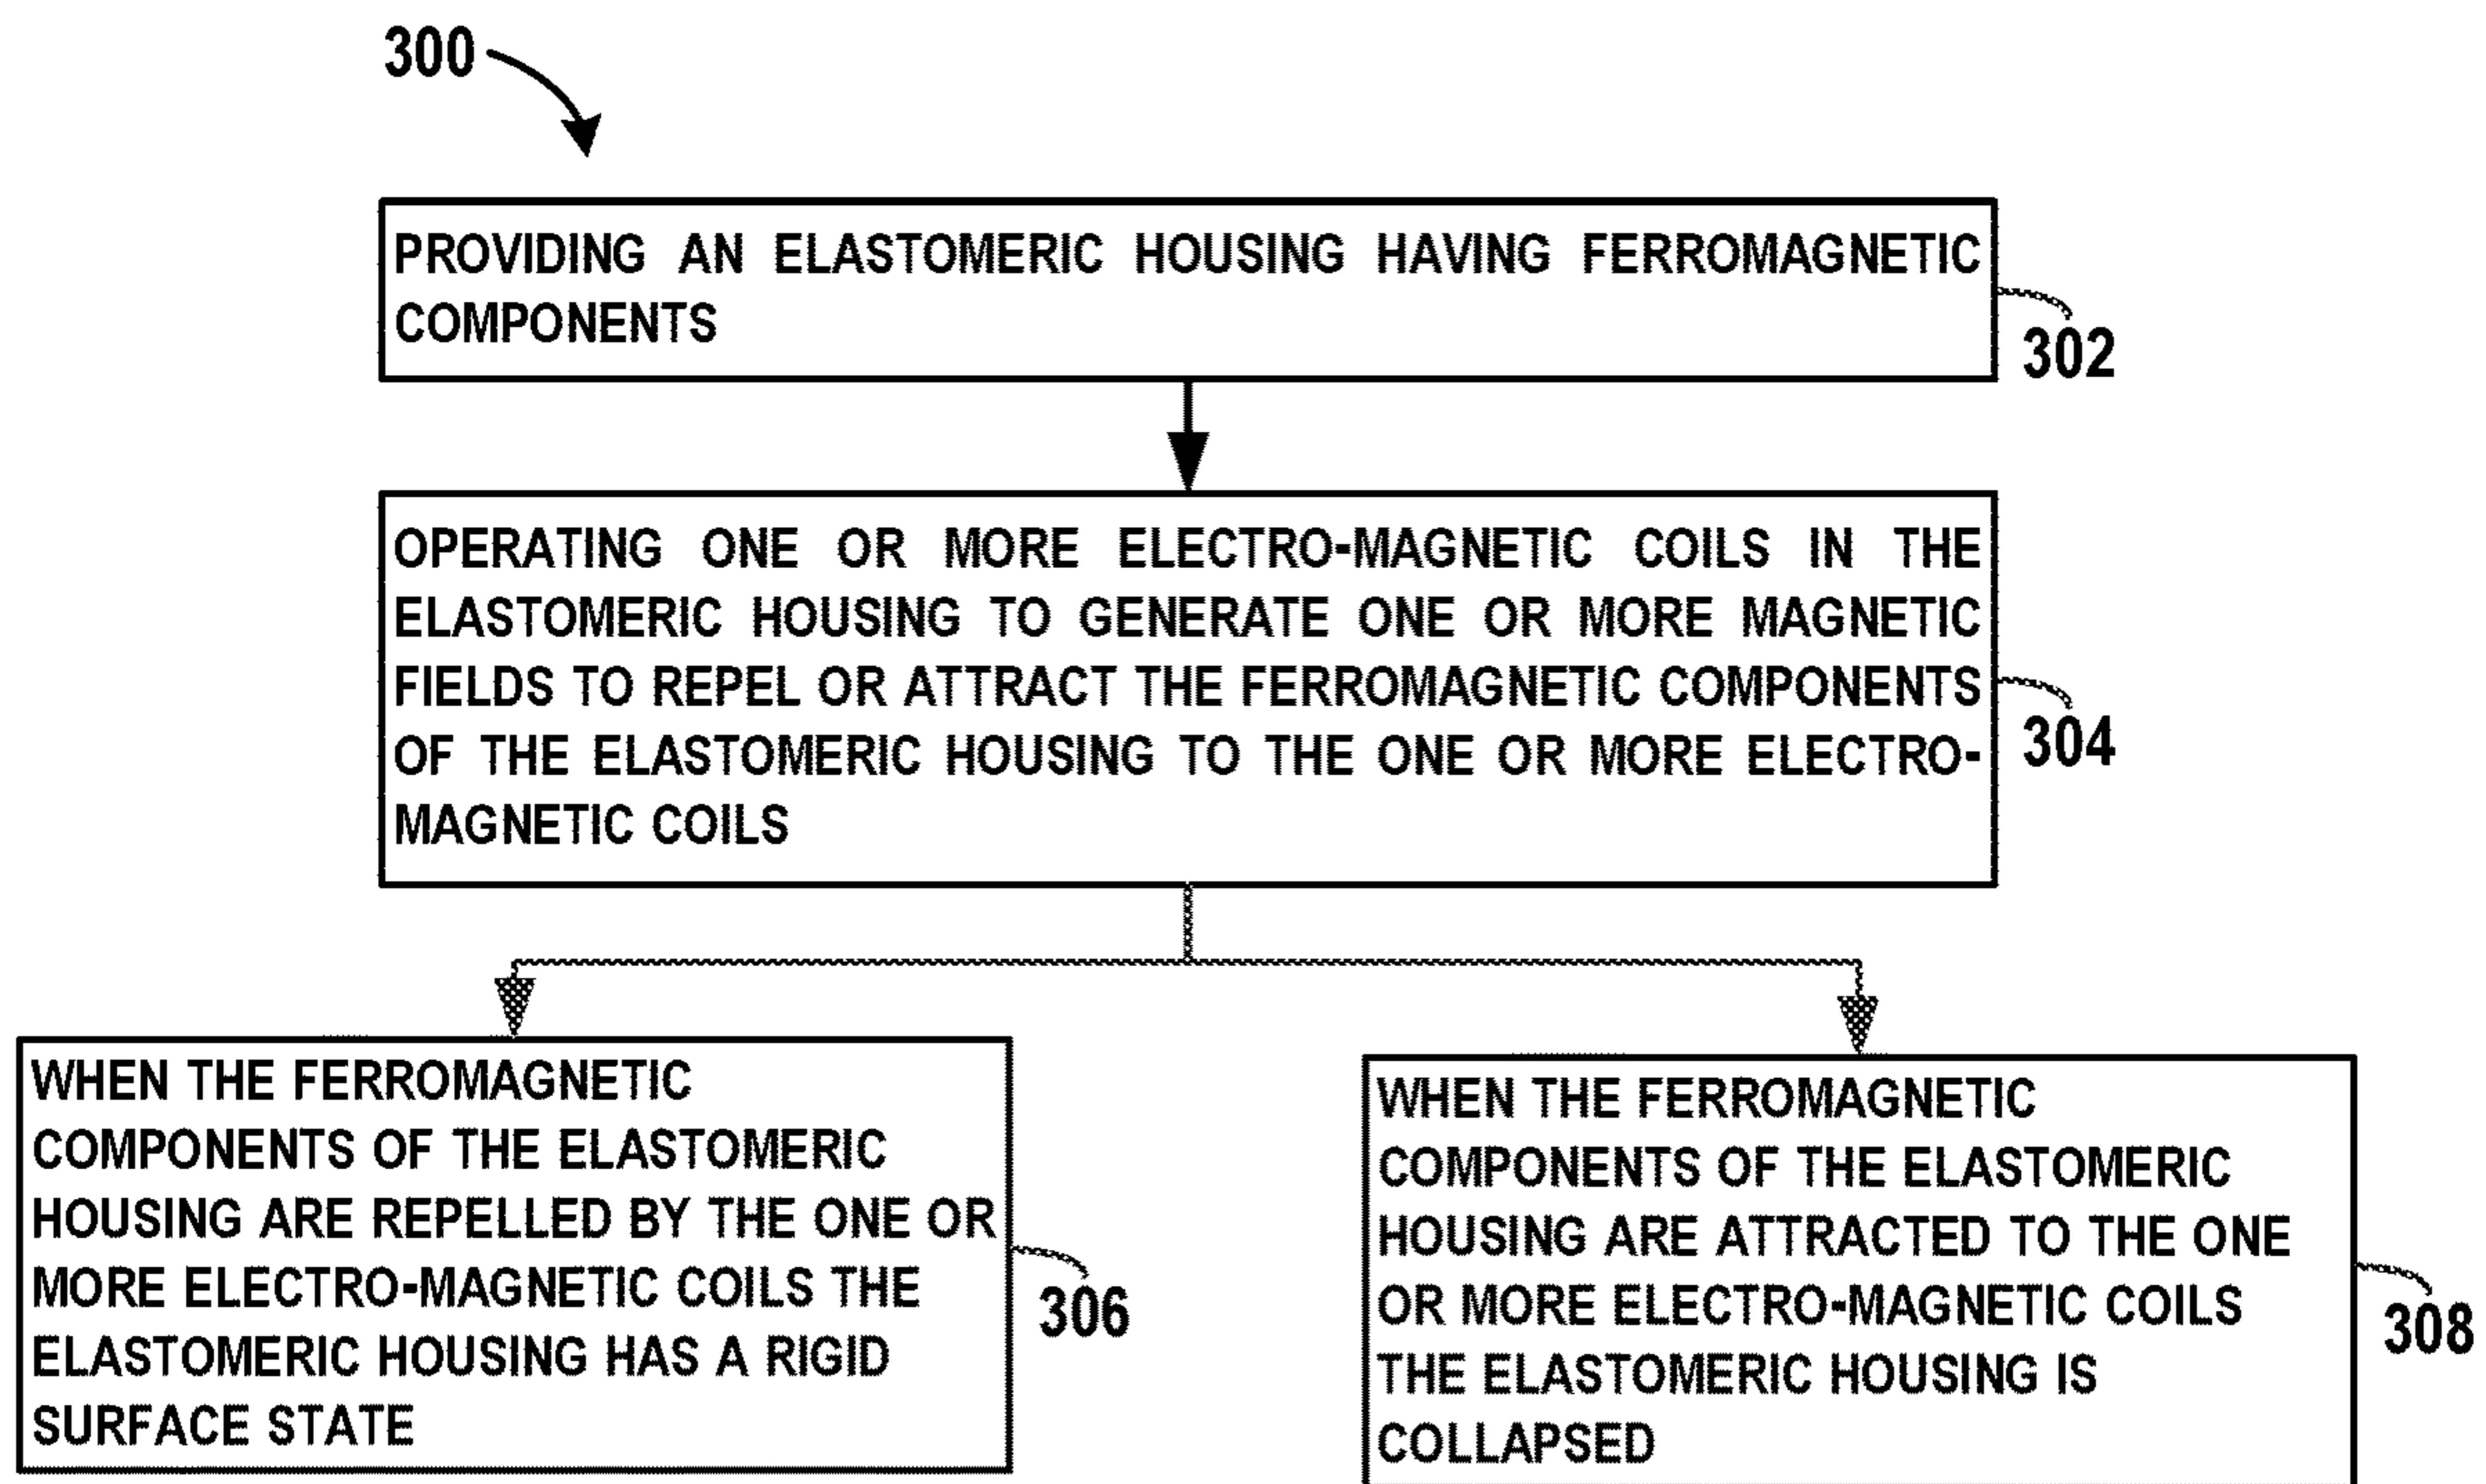 300
PROVIDING AN ELASTOMERIC HOUSING HAVING FERROMAGNETIC
COMPONENTS
302
OPERATING ONE OR MORE ELECTRO-MAGNETIC COILS IN THE
ELASTOMERIC HOUSING TO GENERATE ONE OR MORE MAGNETIC
FIELDS TO REPEL OR ATTRACT THE FERROMAGNETIC COMPONENTS
OF THE ELASTOMERIC HOUSING TO THE ONE OR MORE ELECTRO-
MAGNETIC COILS
304
WHEN THE FERROMAGNETIC
COMPONENTS OF THE ELASTOMERIC
HOUSING ARE REPELLED BY THE ONE OR
MORE ELECTRO-MAGNETIC COILS THE
ELASTOMERIC HOUSING HAS A RIGID
SURFACE STATE
306
WHEN THE FERROMAGNETIC
COMPONENTS OF THE ELASTOMERIC
HOUSING ARE ATTRACTED TO THE ONE
OR MORE ELECTRO-MAGNETIC COILS
THE ELASTOMERIC HOUSING IS
COLLAPSED
308